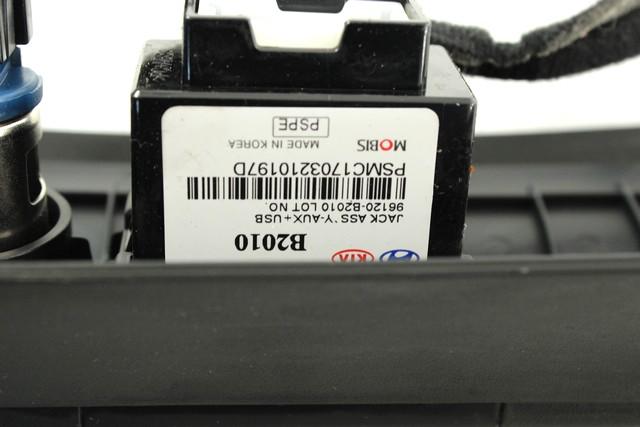 KIA
B2010
JACK ASS'Y-AUX+USB
96120-B2010 LOT NO.
PSMC1703210197D
MOBIS MADE IN KOREA
PSPE